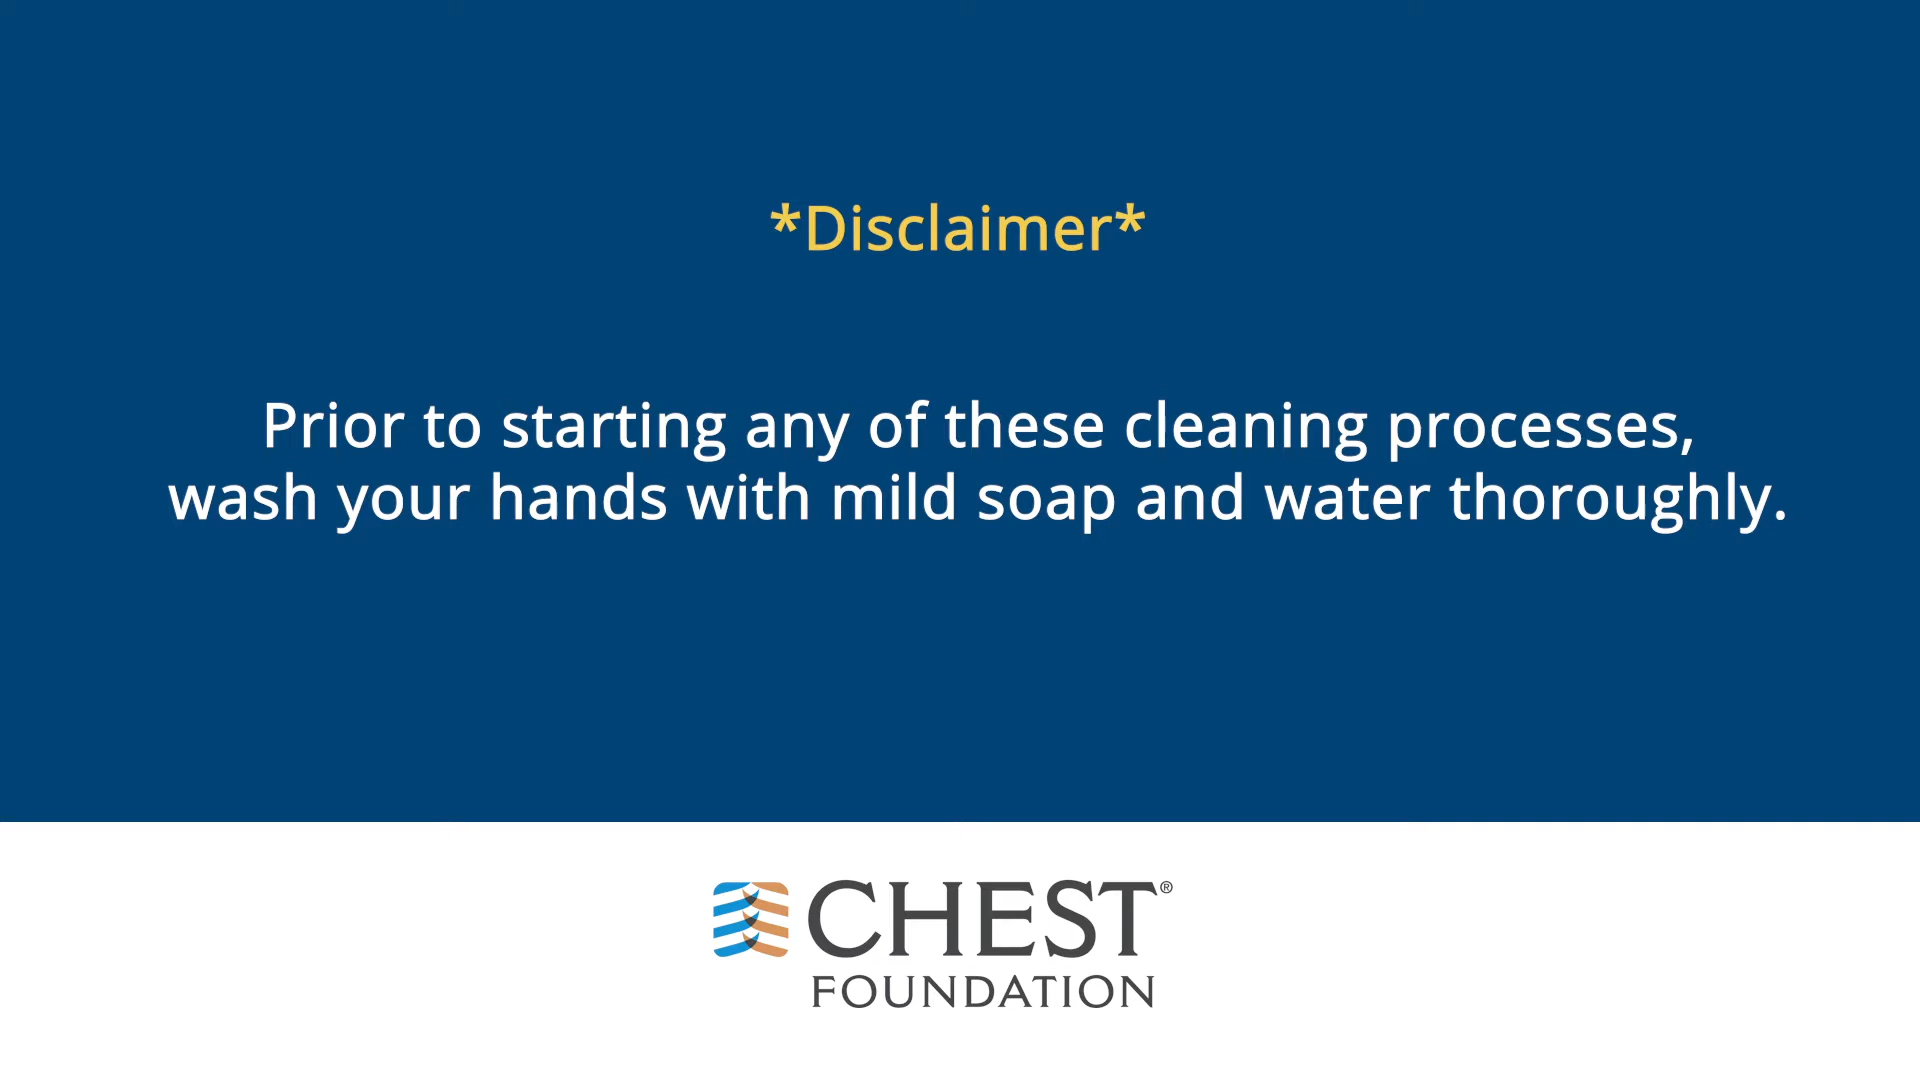 *Disclaimer*
Prior to starting any of these cleaning processes,
wash your hands with mild soap and water thoroughly.
CHEST®
FOUNDATION